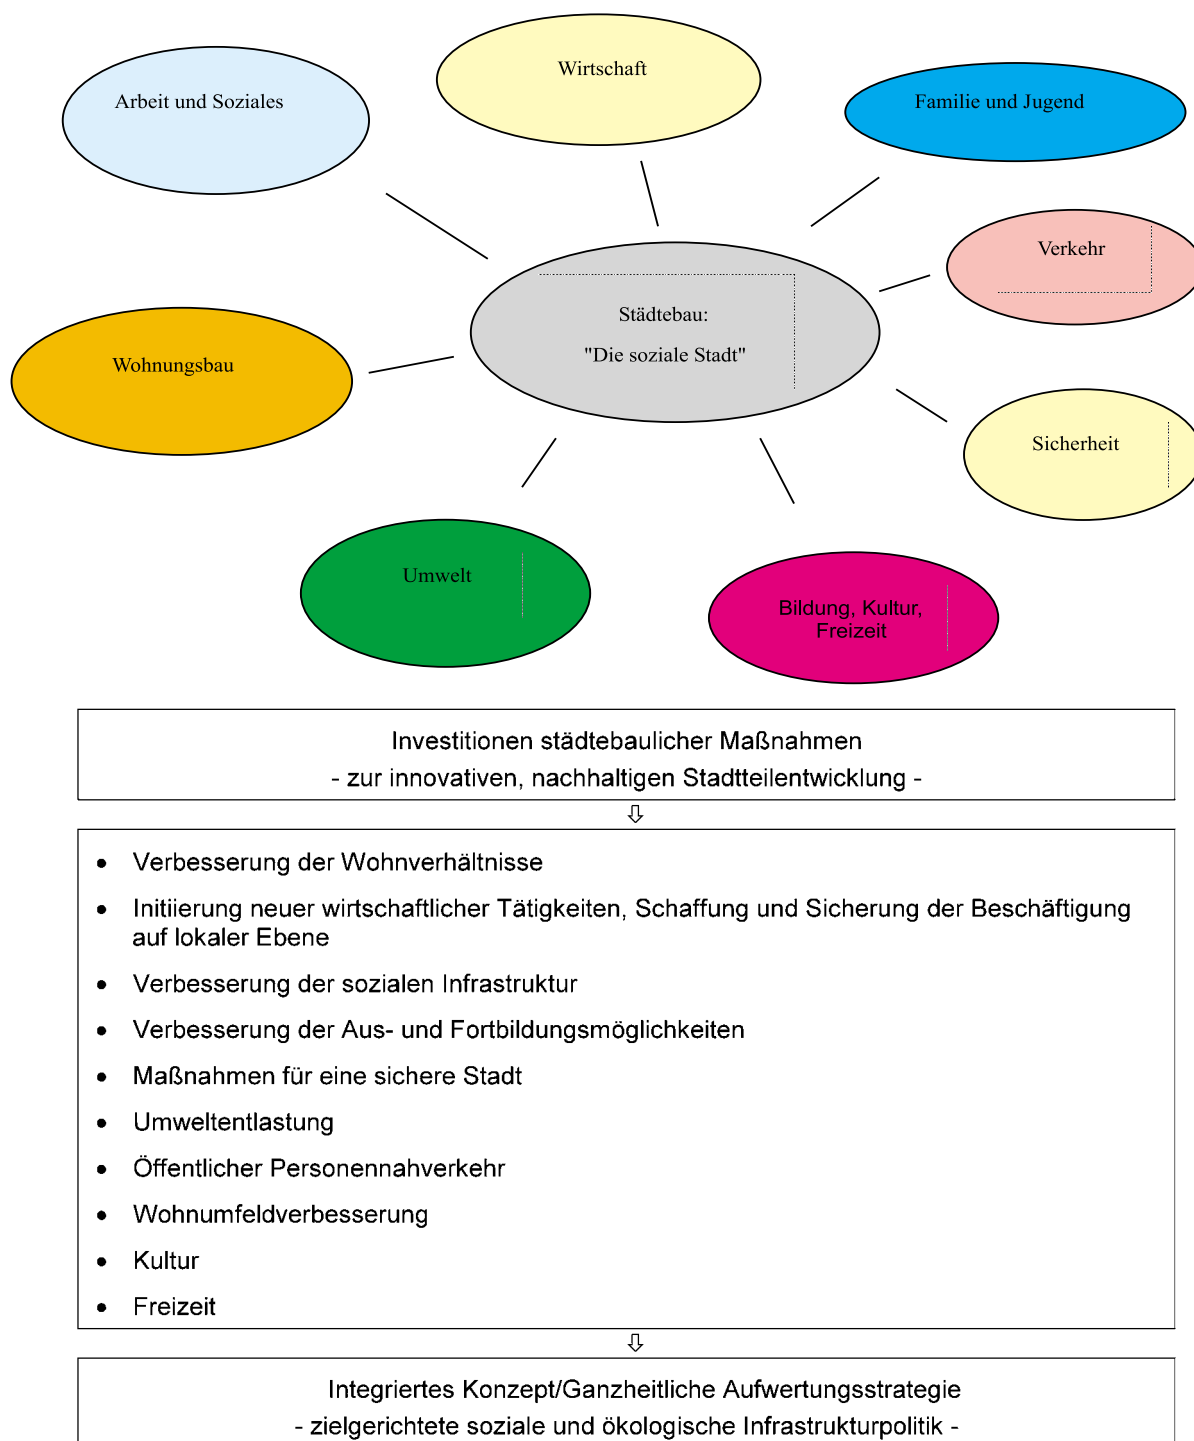 Wirtschaft
Arbeit und Soziales
Familie und Jugend
Verkehr
Städtebau:
"Die soziale Stadt"
Wohnungsbau
Sicherheit
Umwelt
Bildung, Kultur,
Freizeit
Investitionen städtebaulicher Maßnahmen
- zur innovativen, nachhaltigen Stadtteilentwicklung -
• Verbesserung der Wohnverhältnisse
• Initiierung neuer wirtschaftlicher Tätigkeiten, Schaffung und Sicherung der Beschäftigung
auf lokaler Ebene
• Verbesserung der sozialen Infrastruktur
• Verbesserung der Aus- und Fortbildungsmöglichkeiten
• Maßnahmen für eine sichere Stadt
• Umweltentlastung
• Öffentlicher Personennahverkehr
• Wohnumfeldverbesserung
• Kultur
• Freizeit
Integriertes Konzept/Ganzheitliche Aufwertungsstrategie
- zielgerichtete soziale und ökologische Infrastrukturpolitik -